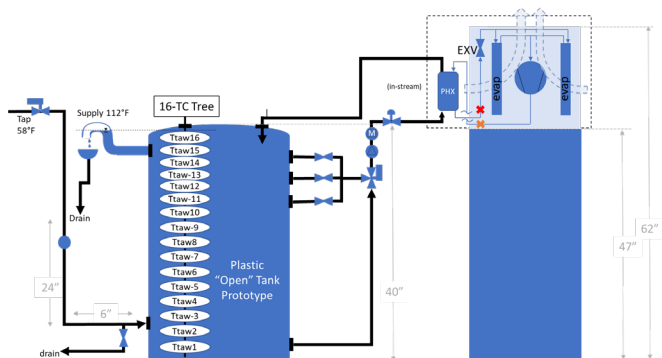 EXV
evap
evap
PHX
(in-stream)
16-TC Tree
Tap
58°F
Supply 112°F
M
Ttaw16
Ttaw15
Ttaw14
Ttaw-13
Ttaw12
Ttaw-11
Ttaw10
Ttaw-9
Ttaw8
Ttaw-7
Ttaw6
Ttaw-5
Ttaw4
Ttaw-3
Ttaw2
Ttaw1
Drain
Plastic
“Open” Tank
Prototype
24”
6”
40”
47”
62”
drain